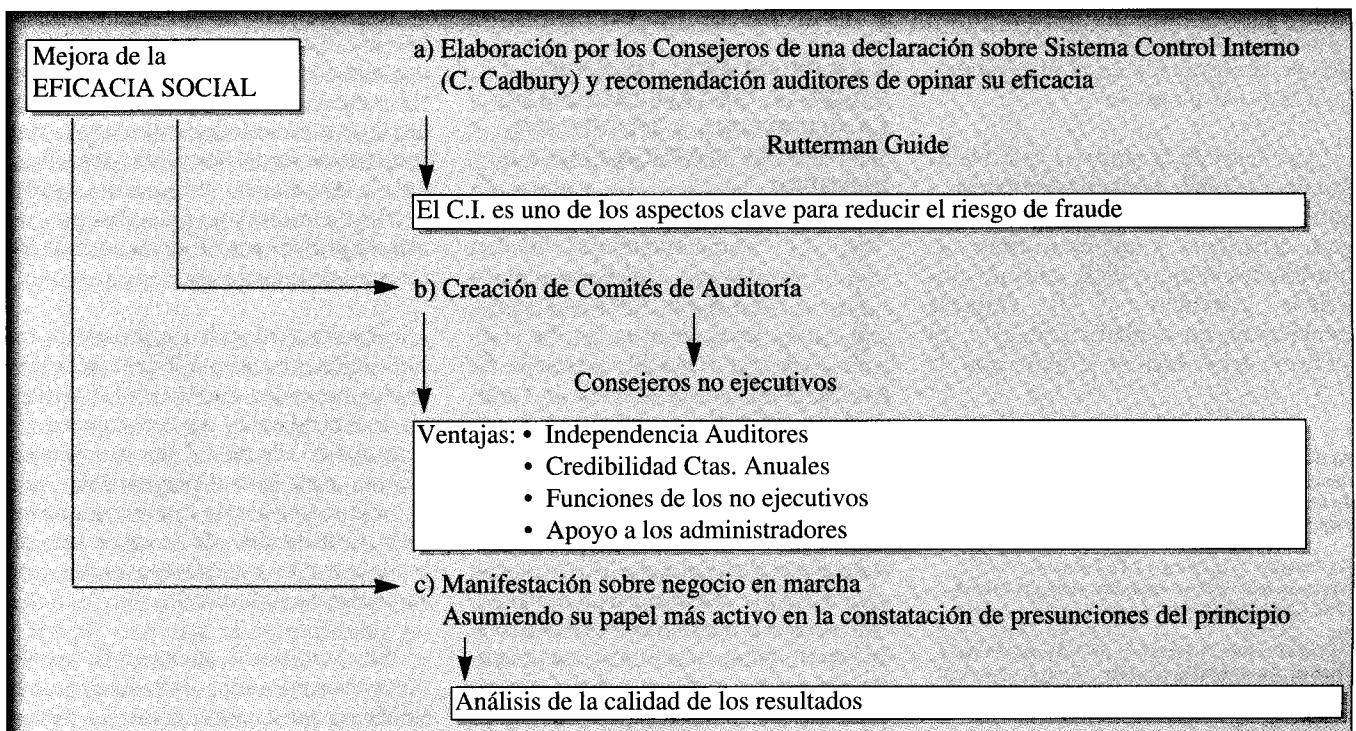 Mejora de la
EFICACIA SOCIAL
a) Elaboración por los Consejeros de una declaración sobre Sistema Control Interno
(C. Cadbury) y recomendación auditores de opinar su eficacia
Rutterman Guide
El C.I. es uno de los aspectos clave para reducir el riesgo de fraude
b) Creación de Comités de Auditoría
Consejeros no ejecutivos
Ventajas: • Independencia Auditores
• Credibilidad Ctas. Anuales
• Funciones de los no ejecutivos
• Apoyo a los administradores
c) Manifestación sobre negocio en marcha
Asumiendo su papel más activo en la constatación de presunciones del principio
Análisis de la calidad de los resultados